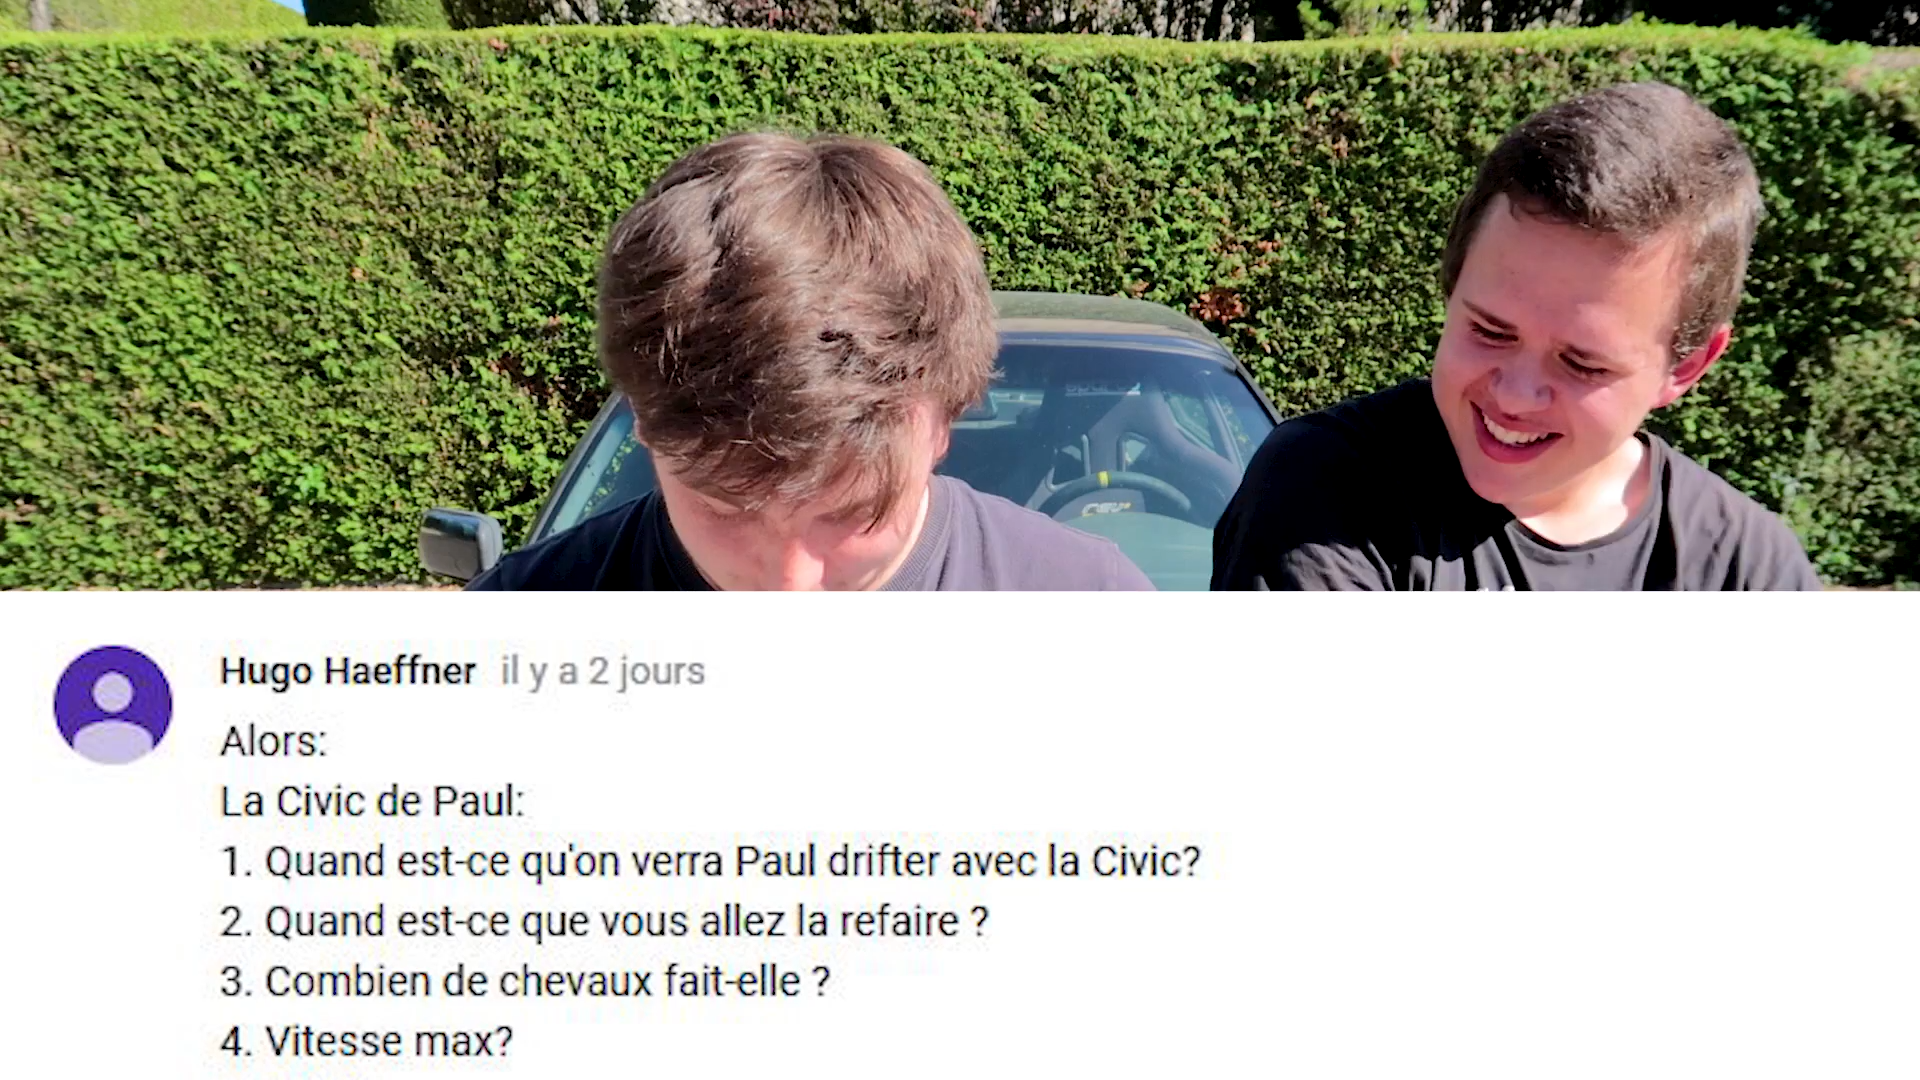 Hugo Haeffner il y a 2 jours
Alors:
La Civic de Paul:
1. Quand est-ce qu'on verra Paul drifter avec la Civic?
2. Quand est-ce que vous allez la refaire ?
3. Combien de chevaux fait-elle ?
4. Vitesse max?